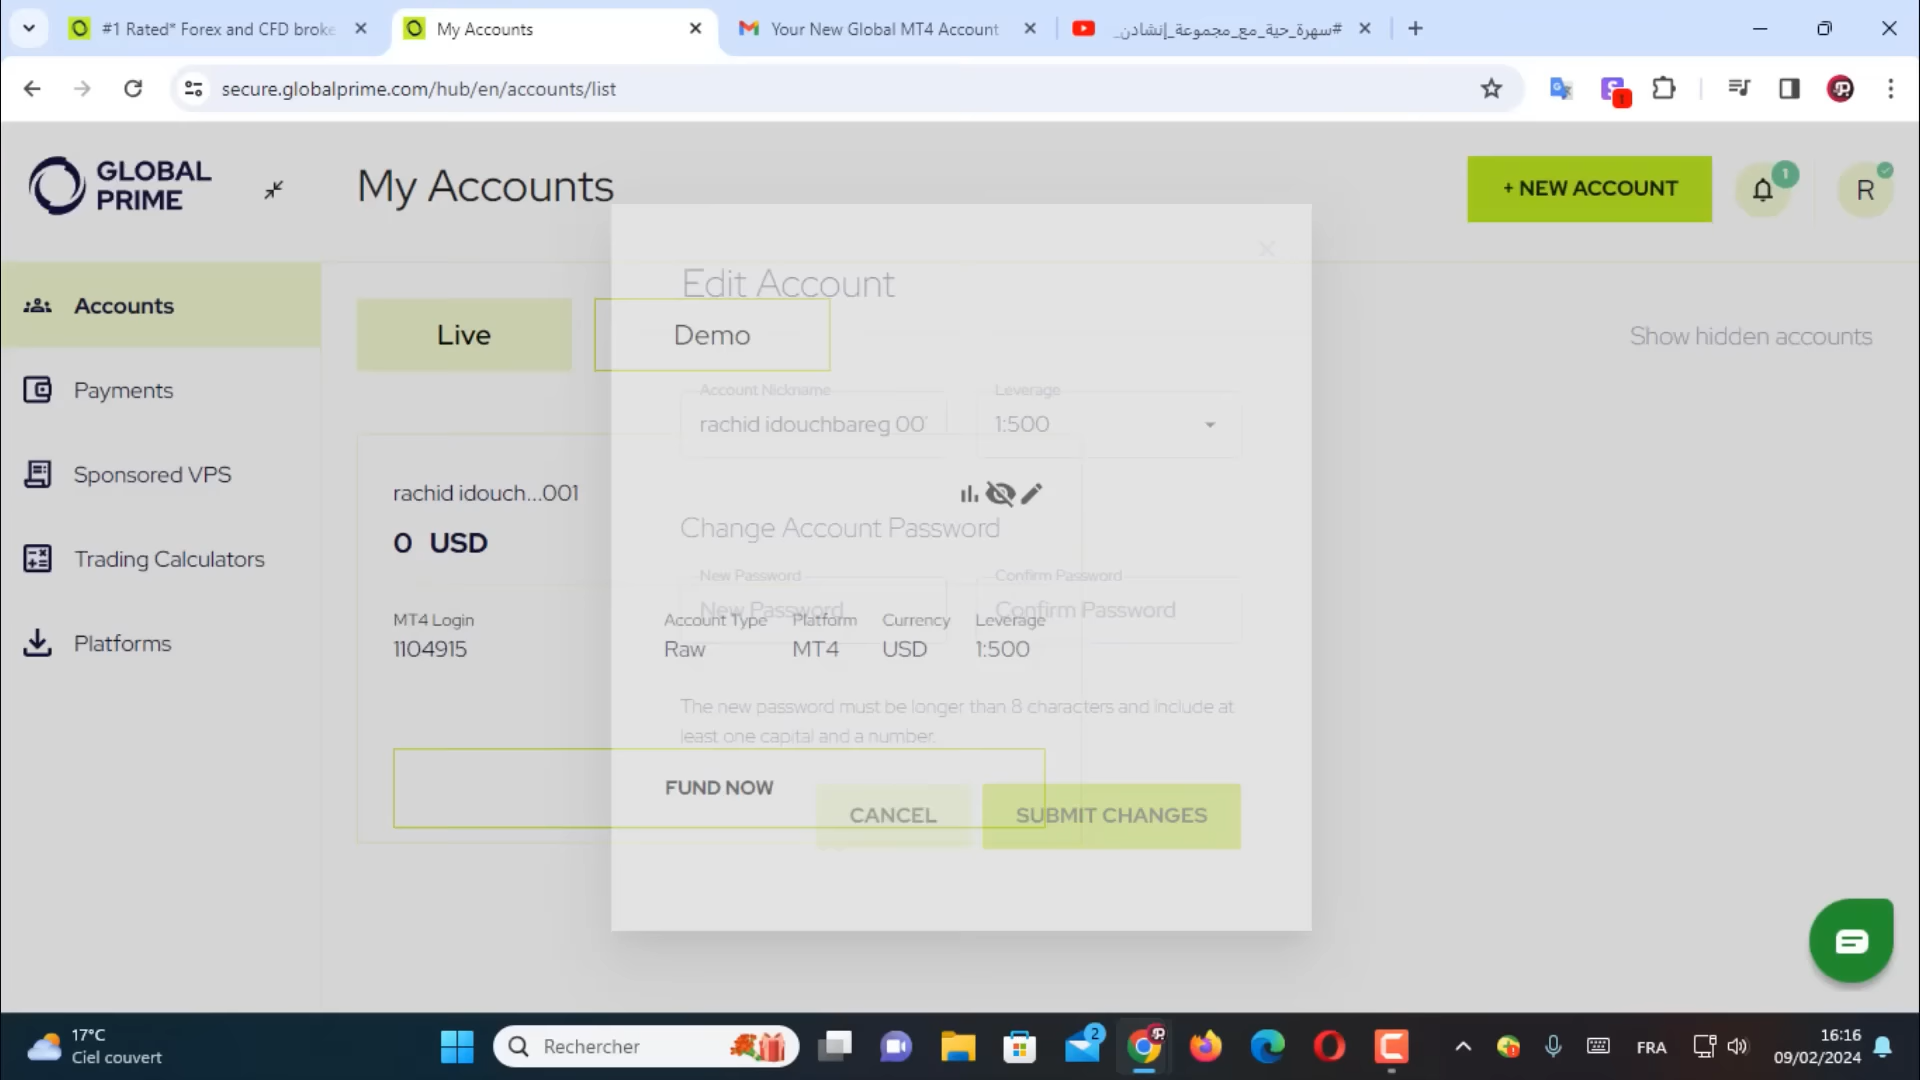 #1 Rated* Forex and CFD broke
My Accounts
Your New Global MT4 Account
#سهرة_حية_مع_مجموعة_إنشادن_
secure.globalprime.com/hub/en/accounts/list
1
GLOBAL
PRIME
My Accounts
+ NEW ACCOUNT
1
R
Edit Account
Accounts
Live
Demo
Show hidden accounts
Payments
Account Nickname
Leverage
rachid idouchbareg 00
1:500
Sponsored VPS
rachid idouch...001
Change Account Password
0 USD
Trading Calculators
New Password
Confirm Password
New Password
Confirm Password
MT4 Login
Account Type
Platform
Currency
Leverage
1104915
Raw
MT4
USD
1:500
Platforms
The new password must be longer than 8 characters and include at
least one capital and a number.
FUND NOW
CANCEL
SUBMIT CHANGES
17°C
Ciel couvert
Rechercher
2
FRA
16:16
09/02/2024